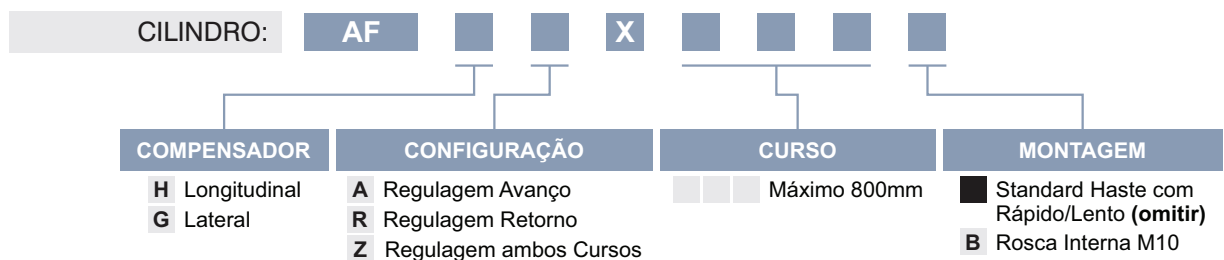 CILINDRO: AF X
COMPENSADOR CONFIGURAÇÃO CURSO MONTAGEM
H Longitudinal
G Lateral
A Regulagem Avanço
R Regulagem Retorno
Z Regulagem ambos Cursos
Máximo 800mm
Standard Haste com
Rápido/Lento (omitir)
B Rosca Interna M10